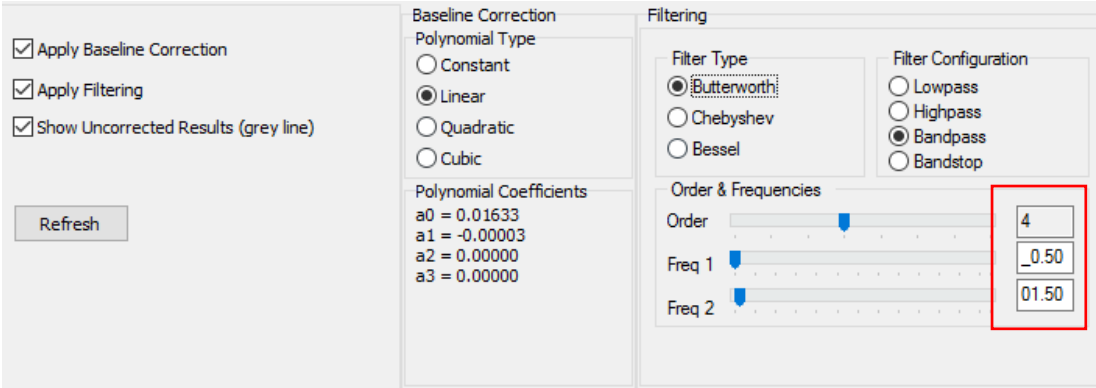 Apply Baseline Correction
Apply Filtering
Show Uncorrected Results (grey line)
Refresh
Baseline Correction
Polynomial Type
Constant
Linear
Quadratic
Cubic
Polynomial Coefficients
a0 = 0.01633
a1 = -0.00003
a2 = 0.00000
a3 = 0.00000
Filtering
Filter Type
Butterworth
Chebyshev
Bessel
Filter Configuration
Lowpass
Highpass
Bandpass
Bandstop
Order & Frequencies
Order 4
Freq 1 _0.50
Freq 2 01.50